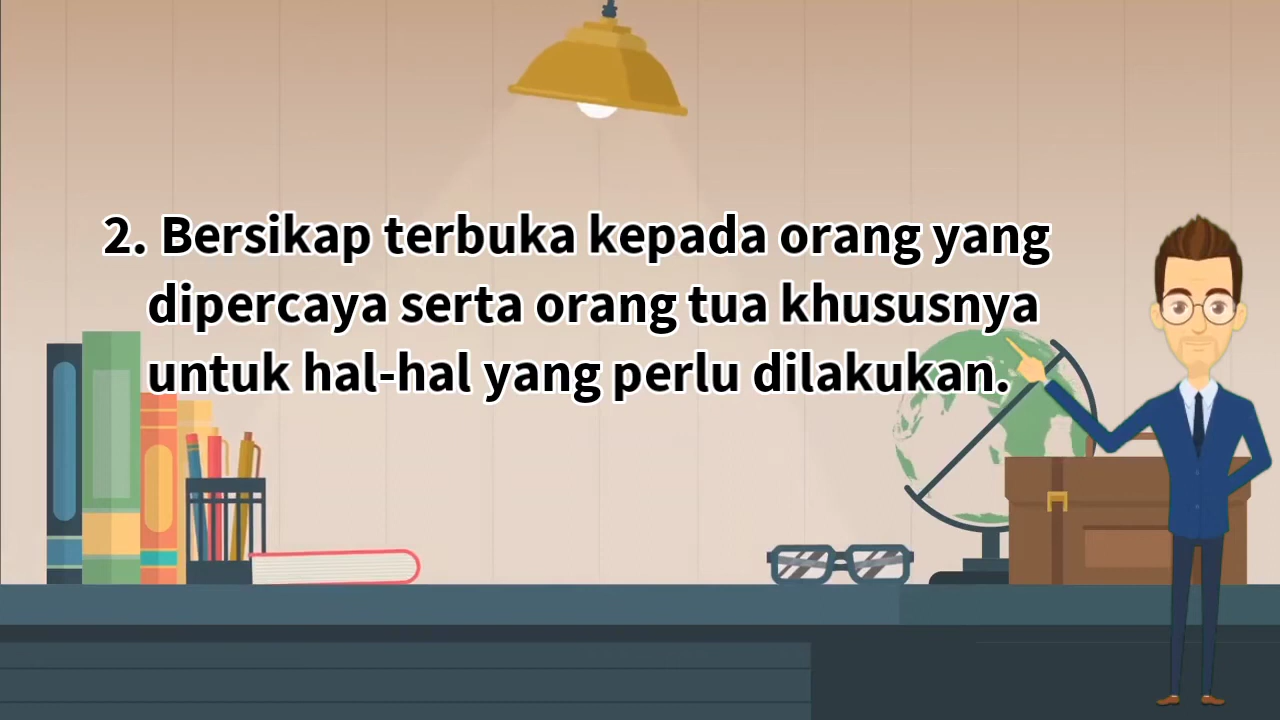 2. Bersikap terbuka kepada orang yang
dipercaya serta orang tua khususnya
untuk hal-hal yang perlu dilakukan.